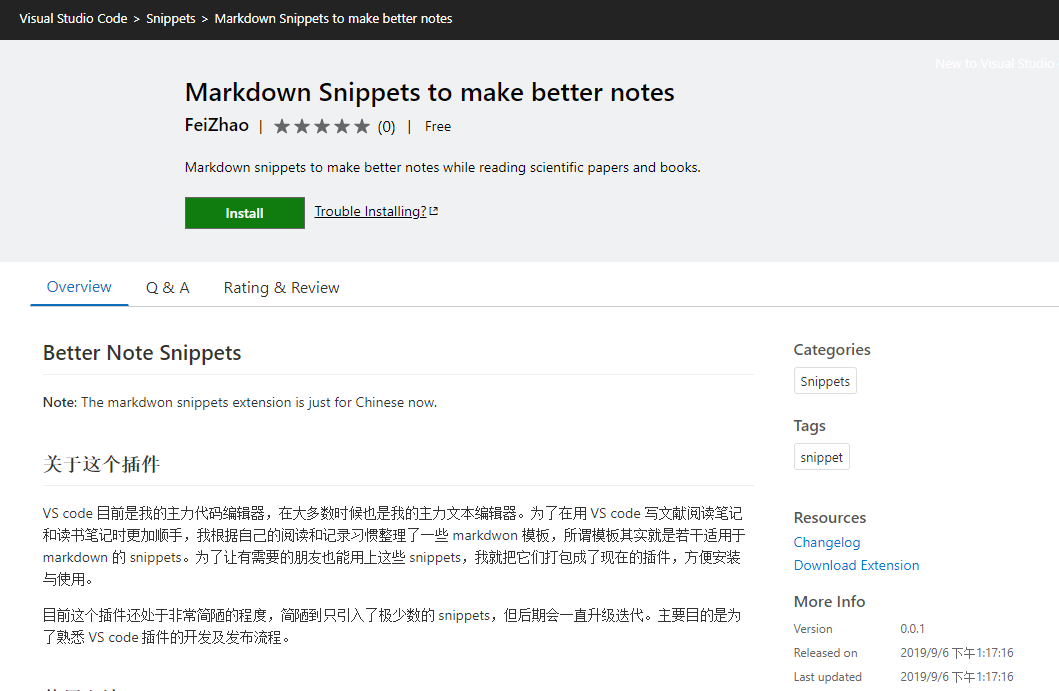 Visual Studio Code > Snippets > Markdown Snippets to make better notes
New to Visual Studio
Markdown Snippets to make better notes
FeiZhao | ★★★★★ (0) | Free
Markdown snippets to make better notes while reading scientific papers and books.
Install Trouble Installing?
Overview Q & A Rating & Review
Better Note Snippets
Note: The markdwon snippets extension is just for Chinese now.
关于这个插件
VS code 目前是我的主力代码编辑器，在大多数时候也是我的主力文本编辑器。为了在用 VS code 写文献阅读笔记
和读书笔记时更加顺手，我根据自己的阅读和记录习惯整理了一些 markdwon 模板，所谓模板其实就是若干适用于
markdown 的 snippets。为了让有需要的朋友也能用上这些 snippets，我就把它们打包成了现在的插件，方便安装
与使用。
目前这个插件还处于非常简陋的程度，简陋到只引入了极少数的 snippets，但后期会一直升级迭代。主要目的是为
了熟悉 VS code 插件的开发及发布流程。
Categories
Snippets
Tags
snippet
Resources
Changelog
Download Extension
More Info
Version 0.0.1
Released on 2019/9/6 下午1:17:16
Last updated 2019/9/6 下午1:17:16